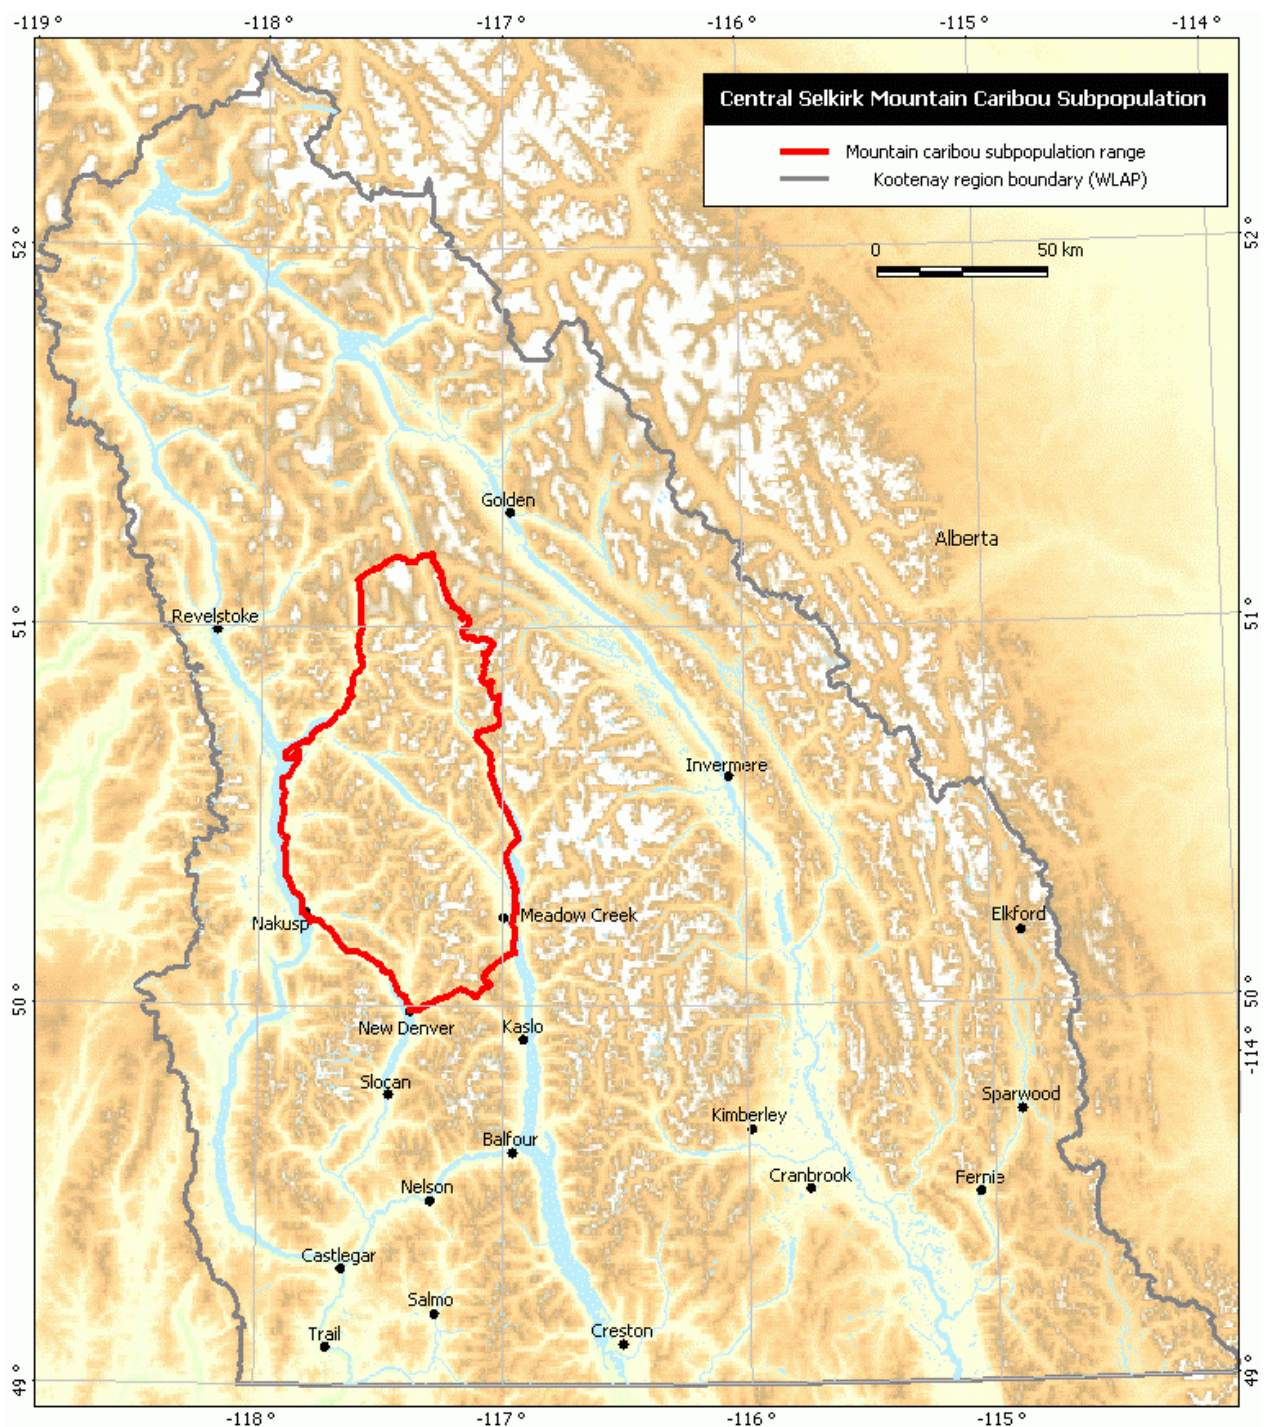 -119 °
-118 °
-117 °
-116 °
-115 °
-114 °
Central Selkirk Mountain Caribou Subpopulation
Mountain caribou subpopulation range
Kootenay region boundary (WLAP)
52 °
52 °
0
50 km
Golden
Alberta
Revelstoke
51 °
51 °
Invermere
Nakusp
Meadow Creek
Elkford
50 °
50 °
New Denver
Kaslo
-114 °
Slocan
Sparwood
Kimberley
Balfour
Cranbrook
Fernie
Nelson
Castlegar
Salmo
Trail
Creston
49 °
49 °
-118 °
-117 °
-116 °
-115 °